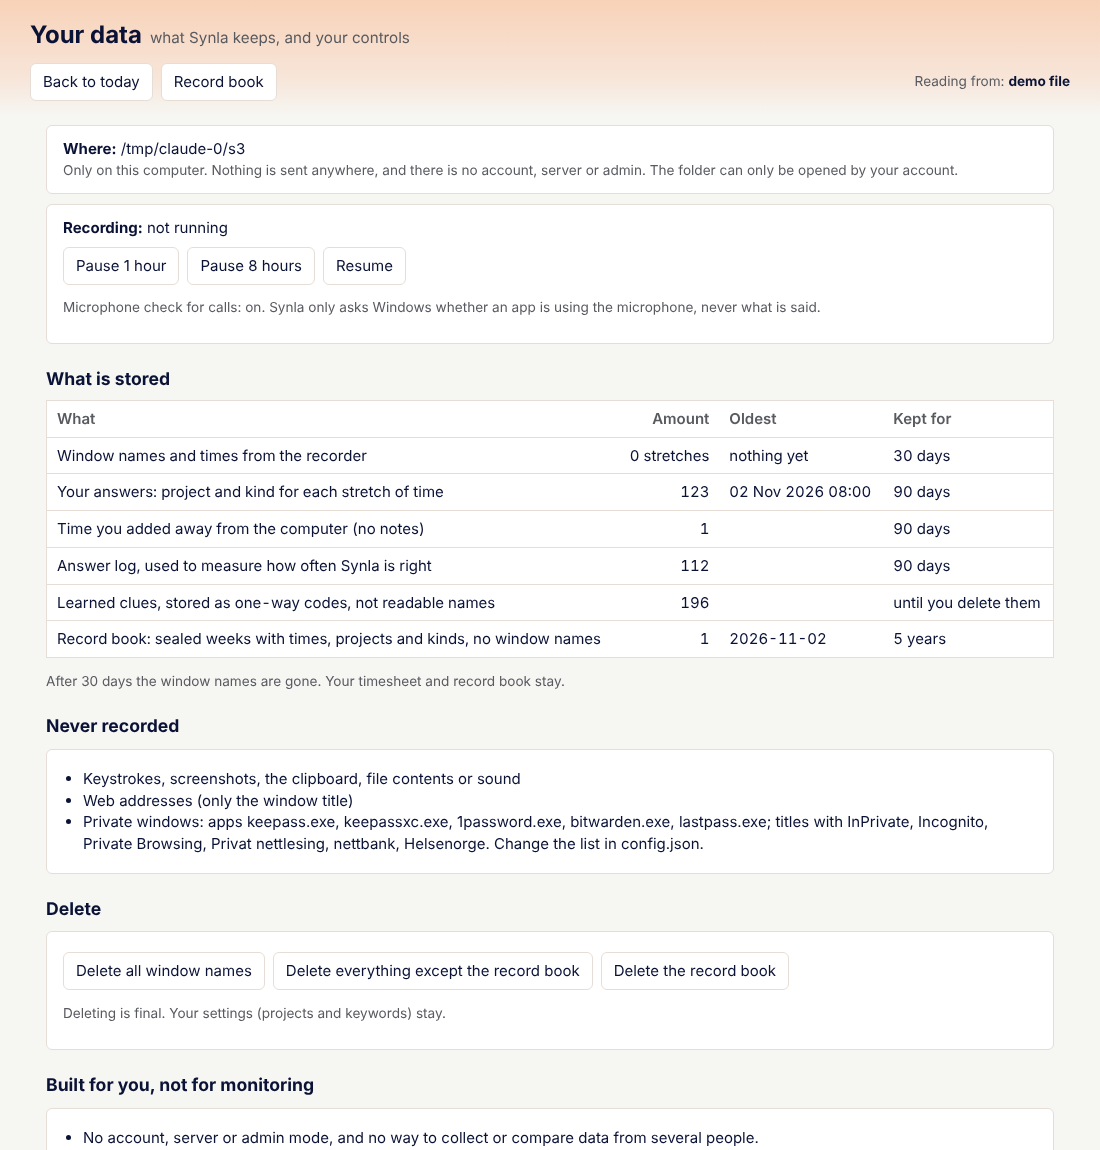 Your data what Synla keeps, and your controls
Back to today Record book Reading from: demo file
Where: /tmp/claude-0/s3
Only on this computer. Nothing is sent anywhere, and there is no account, server or admin. The folder can only be opened by your account.
Recording: not running
Pause 1 hour Pause 8 hours Resume
Microphone check for calls: on. Synla only asks Windows whether an app is using the microphone, never what is said.
What is stored
What Amount Oldest Kept for
Window names and times from the recorder 0 stretches nothing yet 30 days
Your answers: project and kind for each stretch of time 123 02 Nov 2026 08:00 90 days
Time you added away from the computer (no notes) 1 90 days
Answer log, used to measure how often Synla is right 112 90 days
Learned clues, stored as one-way codes, not readable names 196 until you delete them
Record book: sealed weeks with times, projects and kinds, no window names 1 2026-11-02 5 years
After 30 days the window names are gone. Your timesheet and record book stay.
Never recorded
• Keystrokes, screenshots, the clipboard, file contents or sound
• Web addresses (only the window title)
• Private windows: apps keepass.exe, keepassxc.exe, 1password.exe, bitwarden.exe, lastpass.exe; titles with InPrivate, Incognito,
Private Browsing, Privat nettlesing, nettbank, Helsenorge. Change the list in config.json.
Delete
Delete all window names Delete everything except the record book Delete the record book
Deleting is final. Your settings (projects and keywords) stay.
Built for you, not for monitoring
• No account, server or admin mode, and no way to collect or compare data from several people.